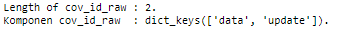 Length of cov_id_raw  : 2.
Komponen cov_id_raw  : dict_keys(['data', 'update']).